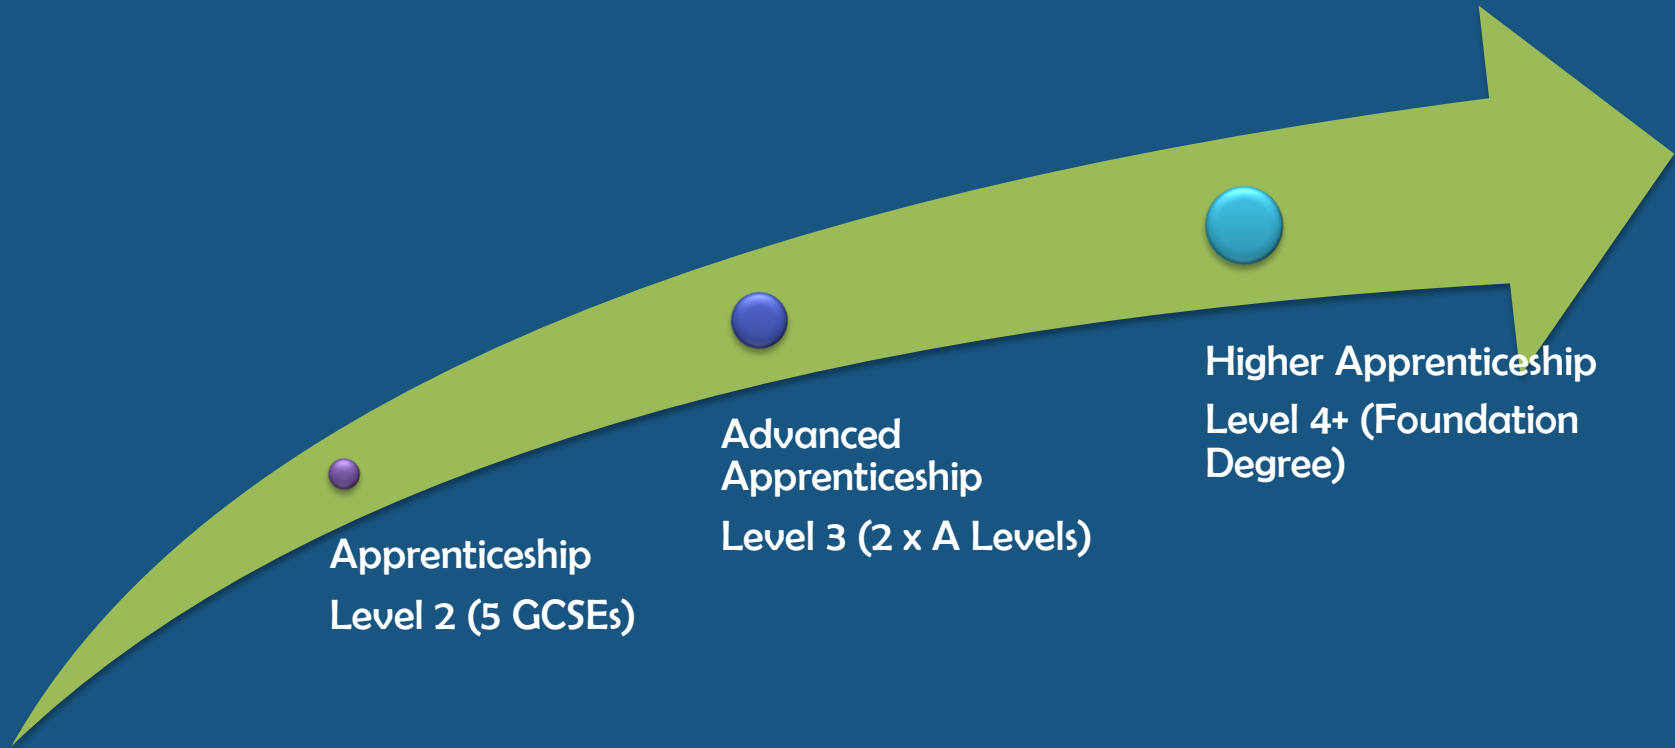 Apprenticeship
Level 2 (5 GCSEs)
Advanced
Apprenticeship
Level 3 (2 x A Levels)
Higher Apprenticeship
Level 4+ (Foundation
Degree)